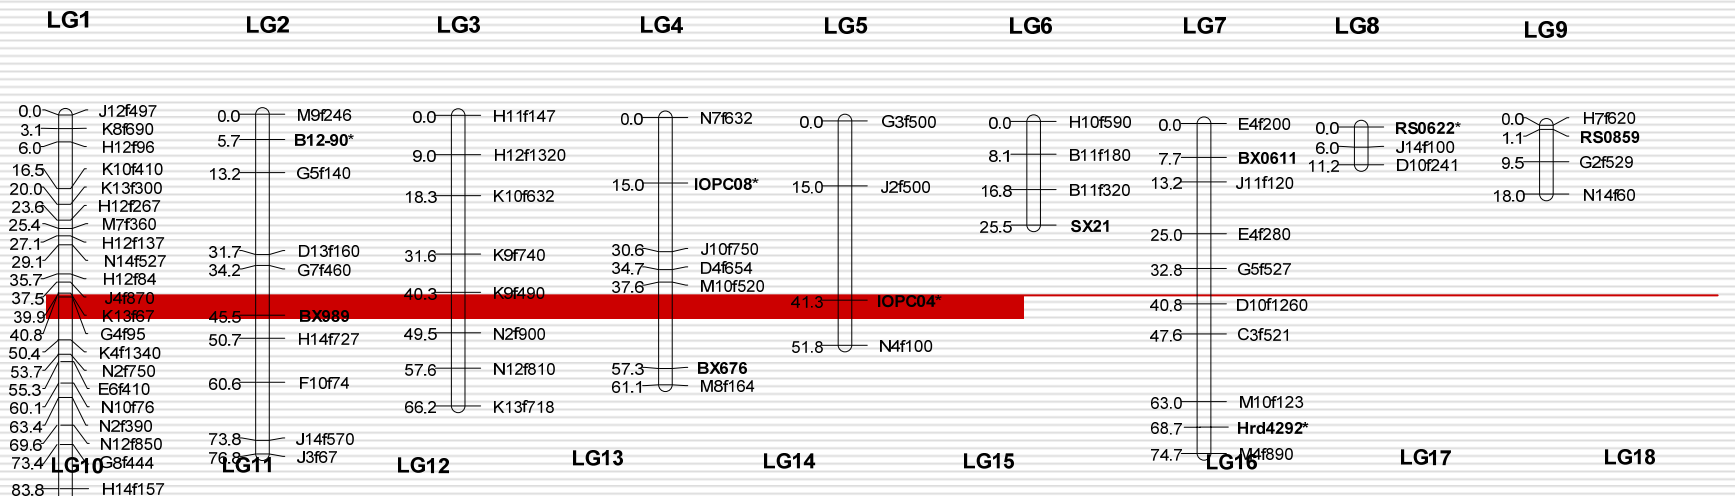 LG1
0.0 J12f497
3.1 K8f690
6.0 H12f96
16.5 K10f410
20.0 K13f300
23.6 H12f267
25.4 M7f360
27.1 H12f137
29.1 N14f527
35.7 H12f84
37.5 J4f870
39.9 K13f67
40.8 G4f95
50.4 K4f1340
53.7 N2f750
55.3 E6f410
60.1 N10f76
63.4 N2f390
69.6 N12f850
73.4 G8f444
83.8 H14f157
LG2
0.0 M9f246
5.7 B12-90*
13.2 G5f140
31.7 D13f160
34.2 G7f460
45.5 BX989
50.7 H14f727
60.6 F10f74
73.8 J14f570
76.8 J3f67
LG3
0.0 H11f147
9.0 H12f1320
18.3 K10f632
31.6 K9f740
40.3 K9f490
49.5 N2f900
57.6 N12f810
66.2 K13f718
LG4
0.0 N7f632
15.0 IOPC08*
30.6 J10f750
34.7 D4f654
37.6 M10f520
57.3 BX676
61.1 M8f164
LG5
0.0 G3f500
15.0 J2f500
41.3 IOPC04*
51.8 N4f100
LG6
0.0 H10f590
8.1 B11f180
16.8 B11f320
25.5 SX21
LG7
0.0 E4f200
7.7 BX0611
13.2 J11f120
25.0 E4f280
32.8 G5f527
40.8 D10f1260
47.6 C3f521
63.0 M10f123
68.7 Hrd4292*
74.7 M4f890
LG8
0.0 RS0622*
6.0 J14f100
11.2 D10f241
LG9
0.0 H7f620
1.1 RS0859
9.5 G2f529
18.0 N14f60
LG10
LG11
LG12
LG13
LG14
LG15
LG16
LG17
LG18